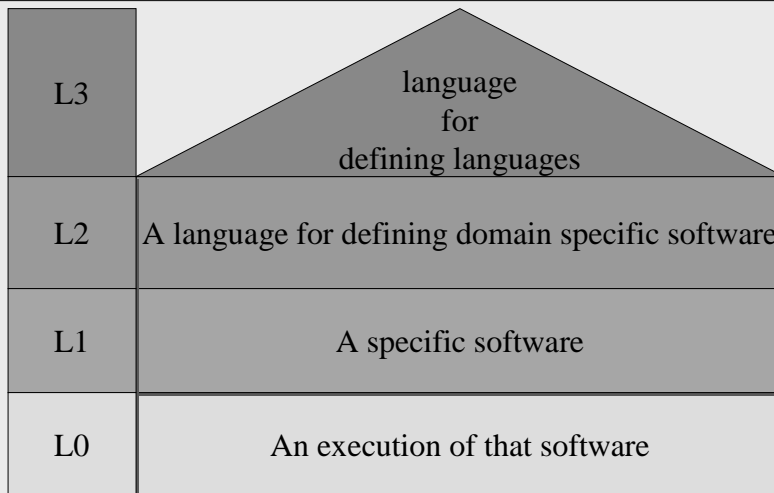 L3
language
for
defining languages
L2
A language for defining domain specific software
L1
A specific software
L0
An execution of that software